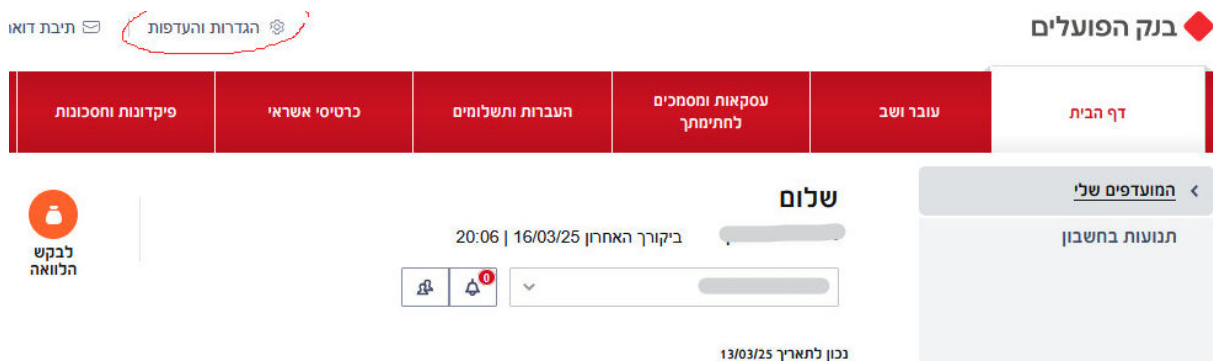 בנק הפועלים
הגדרות והעדפות
תיבת דואר
דף הבית
עובר ושב
עסקאות ומסמכים
לחתימתך
העברות ותשלומים
כרטיסי אשראי
פיקדונות וחסכונות
המועדפים שלי
תנועות בחשבון
שלום
ביקורך האחרון 16/03/25 | 20:06
0
לבקש
הלוואה
נכון לתאריך 13/03/25